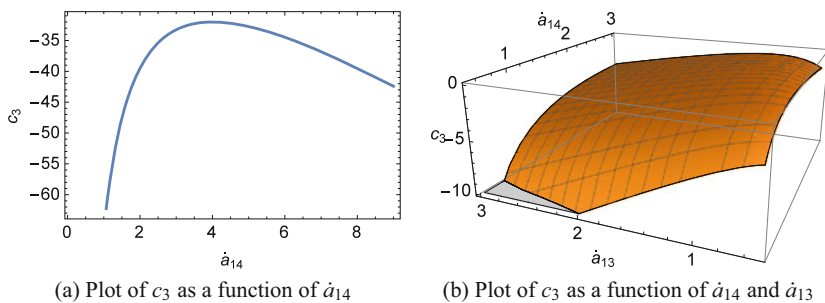 (a)
−35
−40
−45
−50
−55
−60
c₃
0
2
4
6
8
ȧ₁₄
(b)
3
2
ȧ₁₄
1
0
c₃
−5
−10
3
2
1
ȧ₁₃
(a) Plot of c₃ as a function of ȧ₁₄
(b) Plot of c₃ as a function of ȧ₁₄ and ȧ₁₃